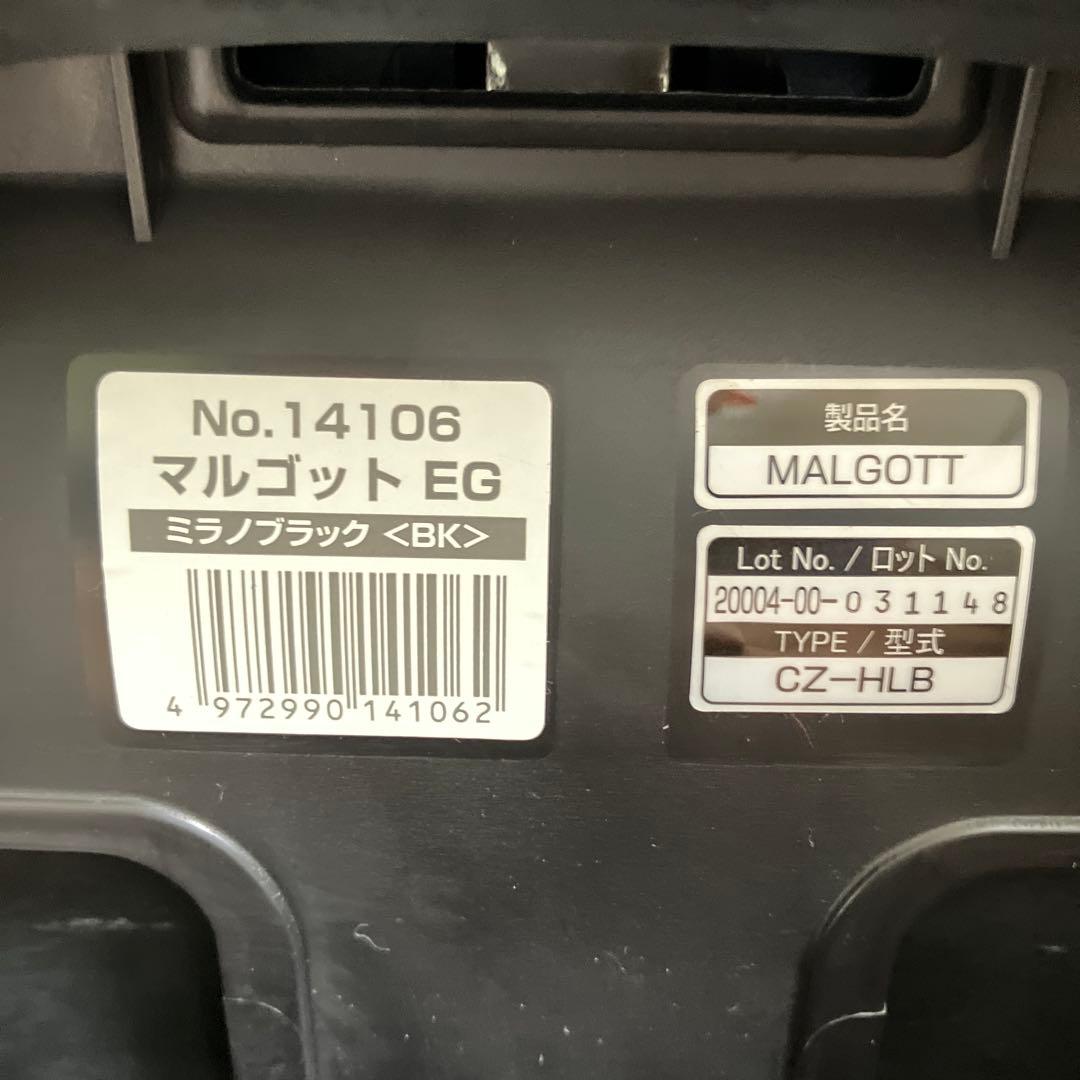 No.14106
マルゴット EG
ミラノブラック <BK>
4 972990 141062
製品名
MALGOTT
Lot No. / ロット No.
20004-00-031148
TYPE / 型式
CZ-HLB